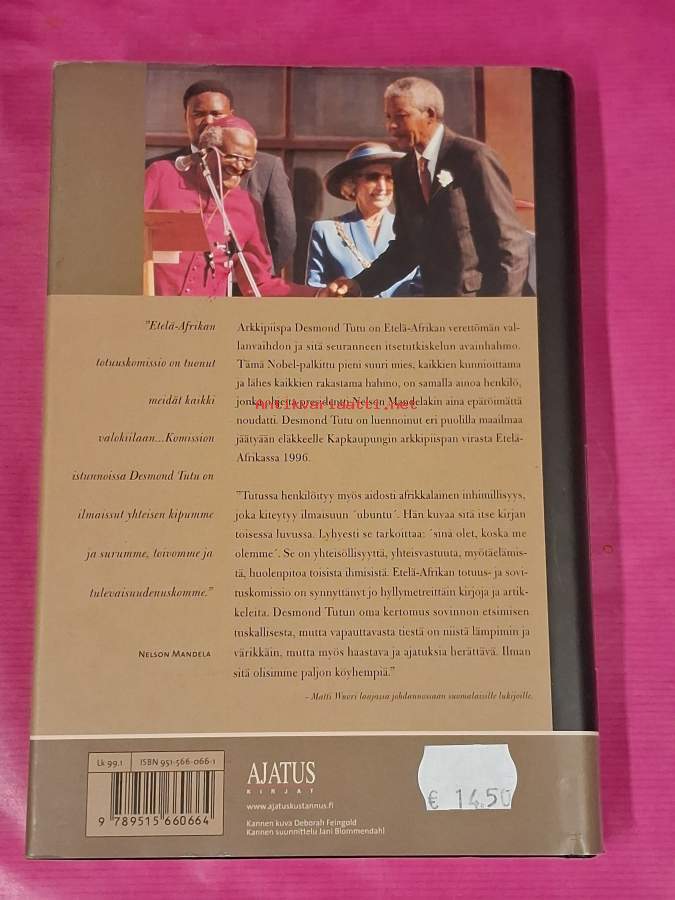 "Etelä-Afrikan
totuuskomissio on tuonut
meidät kaikki
valokiilaan...Komission
istunnoissa Desmond Tutu on
ilmaissut yhteisen kipumme
ja surumme, toivomme ja
tulevaisuudenuskomme."
NELSON MANDELA
Arkkipiispa Desmond Tutu on Etelä-Afrikan verettömän val-
lanvaihdon ja sitä seuranneen itsetutkiskelun avainhahmo.
Tämä Nobel-palkittu pieni suuri mies, kaikkien kunnioittama
ja lähes kaikkien rakastama hahmo, on samalla ainoa henkilö,
jonka ohjeita presidentti Nelson Mandelakin aina epäröimättä
noudatti. Desmond Tutu on luennoinut eri puolilla maailmaa
jäätyään eläkkeelle Kapkaupungin arkkipiispan virasta Etelä-
Afrikassa 1996.
Antikvariaatti.net
"Tutussa henkilöityy myös aidosti afrikkalainen inhimillisyys,
joka kiteytyy ilmaisuun ´ubuntu´. Hän kuvaa sitä itse kirjan
toisessa luvussa. Lyhyesti se tarkoittaa: ´sinä olet, koska me
olemme´. Se on yhteisöllisyyttä, yhteisvastuuta, myötäelämis-
tä, huolenpitoa toisista ihmisistä. Etelä-Afrikan totuus- ja sovi-
tuskomissio on synnyttänyt jo hyllymetreittäin kirjoja ja artik-
keleita. Desmond Tutun oma kertomus sovinnon etsimisen
tuskallisesta, mutta vapauttavasta tiestä on niistä lämpimin ja
värikkäin, mutta myös haastava ja ajatuksia herättävä. Ilman
sitä olisimme paljon köyhempiä."
- Matti Wuori laajassa johdannossaan suomalaisille lukijoille.
Lk 99.1
ISBN 951-566-066-1
9 789515 660664
AJATUS
KIRJAT
www.ajatuskustannus.fi
Kannen kuva Deborah Feingold
Kannen suunnittelu Jani Blommendahl
€ 14.50